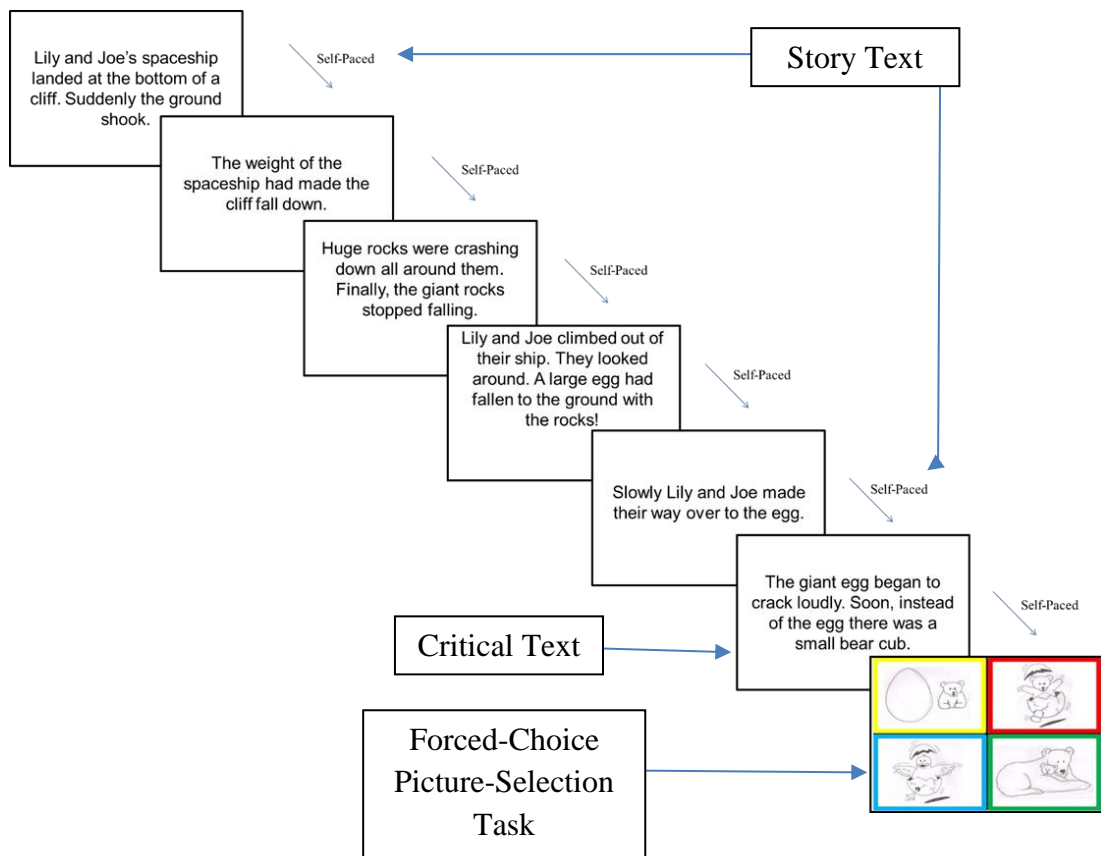 Lily and Joe's spaceship
landed at the bottom of a
cliff. Suddenly the ground
shook.
Self-Paced
Story Text
The weight of the
spaceship had made the
cliff fall down.
Self-Paced
Huge rocks were crashing
down all around them.
Finally, the giant rocks
stopped falling.
Self-Paced
Lily and Joe climbed out of
their ship. They looked
around. A large egg had
fallen to the ground with
the rocks!
Self-Paced
Slowly Lily and Joe made
their way over to the egg.
Self-Paced
The giant egg began to
crack loudly. Soon, instead
of the egg there was a
small bear cub.
Self-Paced
Critical Text
Forced-Choice
Picture-Selection
Task